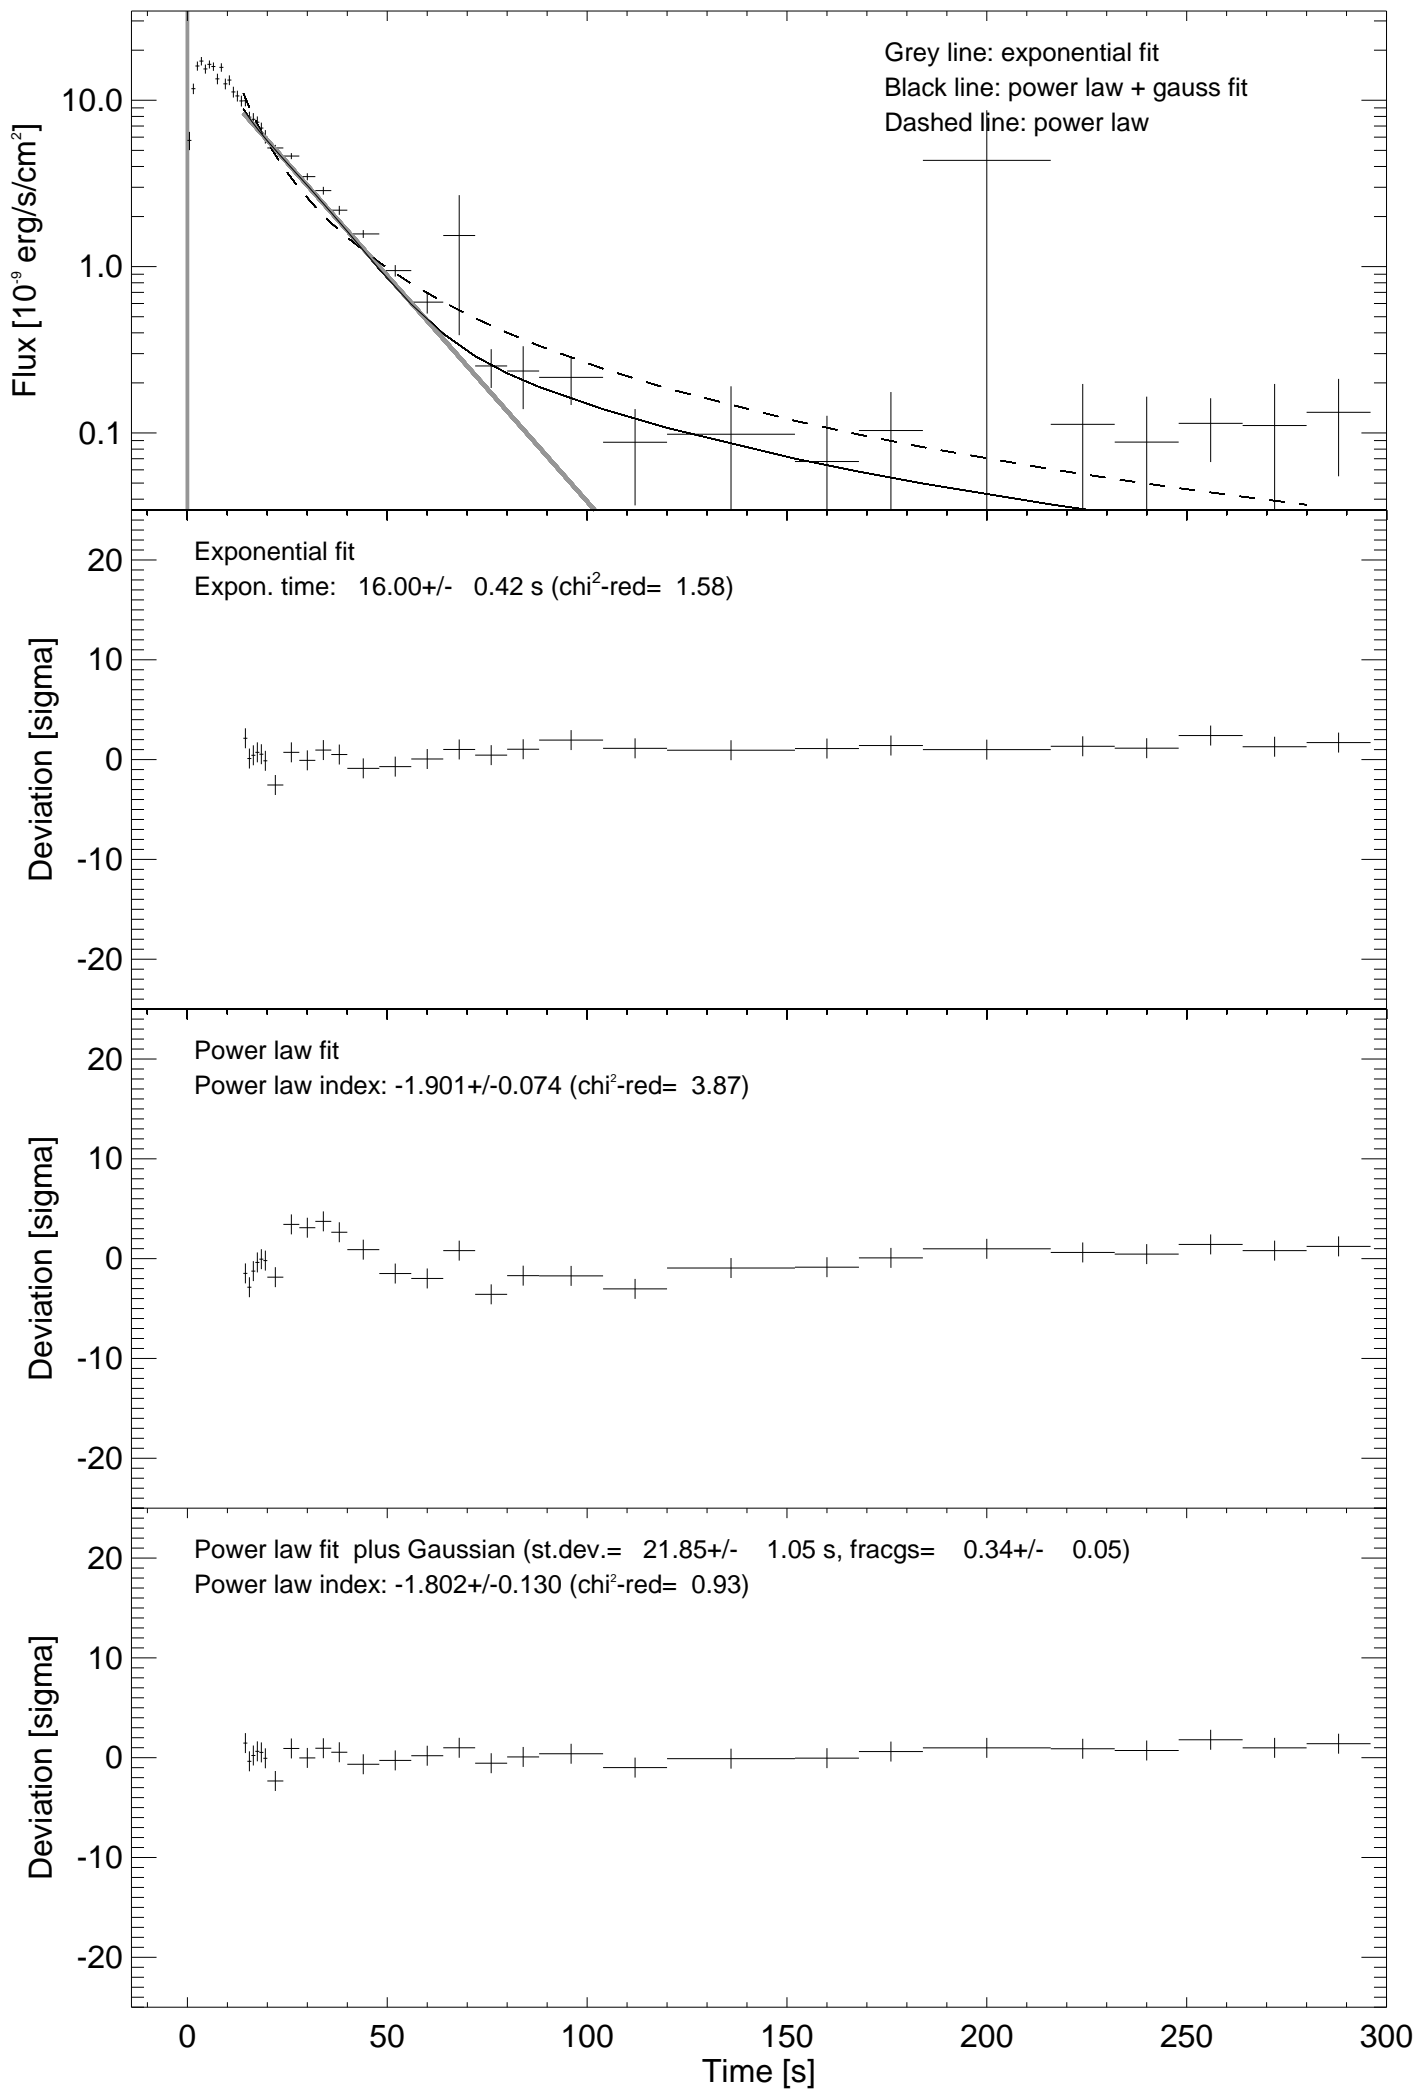 Grey line: exponential fit
Black line: power law + gauss fit
Dashed line: power law
10.0
1.0
0.1
Flux [10⁻⁹ erg/s/cm²]
Exponential fit
Expon. time: 16.00+/- 0.42 s (chi²-red= 1.58)
20
10
0
-10
-20
Deviation [sigma]
Power law fit
Power law index: -1.901+/-0.074 (chi²-red= 3.87)
20
10
0
-10
-20
Deviation [sigma]
Power law fit plus Gaussian (st.dev.= 21.85+/- 1.05 s, fracgs= 0.34+/- 0.05)
Power law index: -1.802+/-0.130 (chi²-red= 0.93)
20
10
0
-10
-20
Deviation [sigma]
0 50 100 150 200 250 300
Time [s]